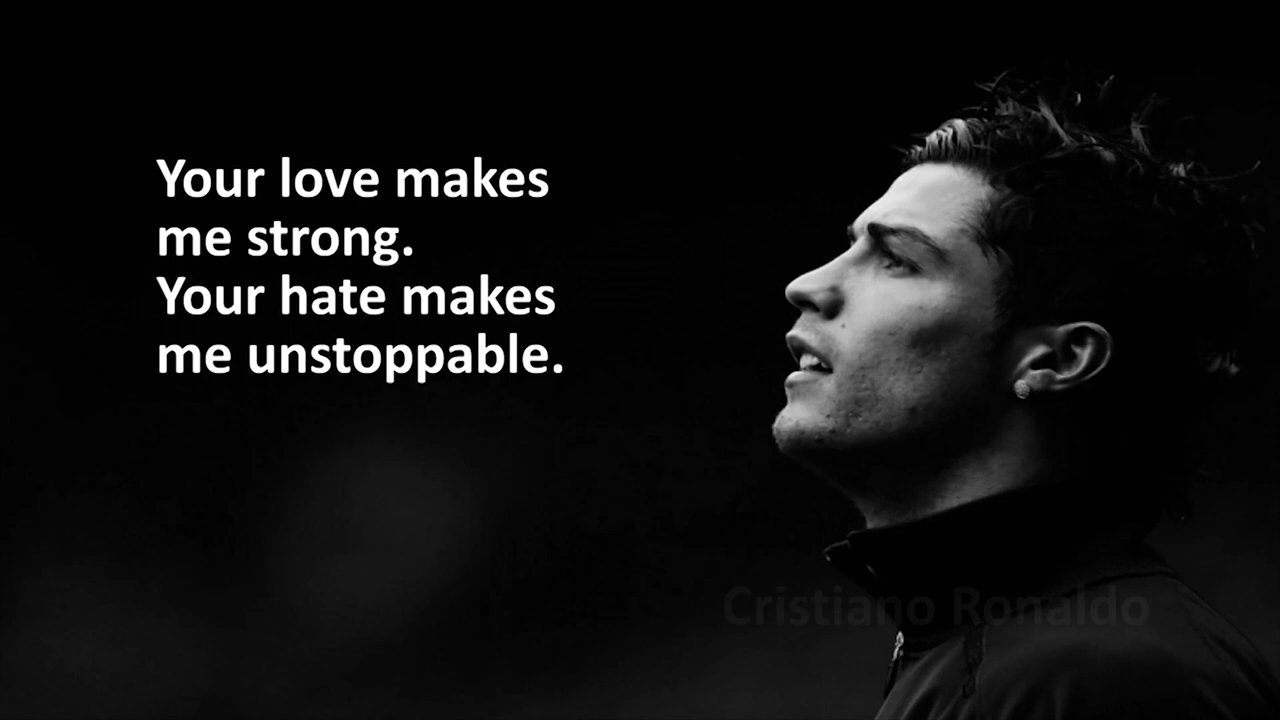 Your love makes
me strong.
Your hate makes
me unstoppable.
Cristiano Ronaldo